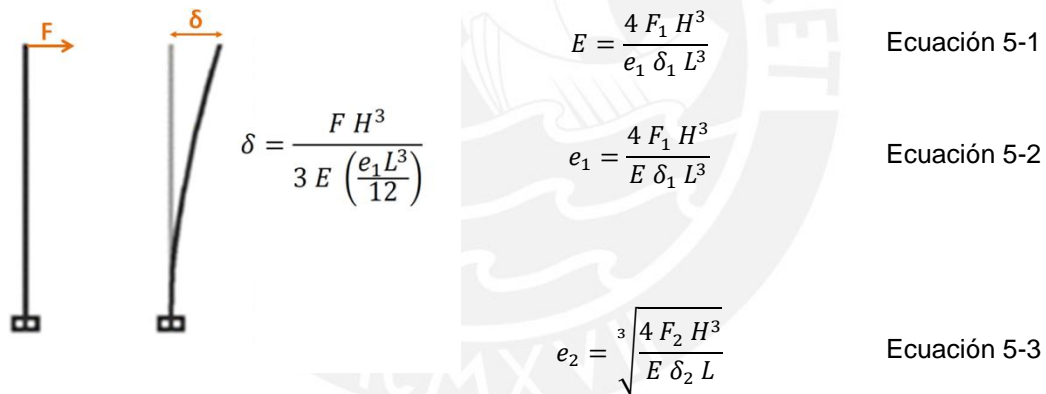 F
δ
δ = F H³ / (3 E (e₁L³ / 12))
E = 4 F₁ H³ / (e₁ δ₁ L³)
Ecuación 5-1
e₁ = 4 F₁ H³ / (E δ₁ L³)
Ecuación 5-2
e₂ = ³√(4 F₂ H³ / (E δ₂ L))
Ecuación 5-3